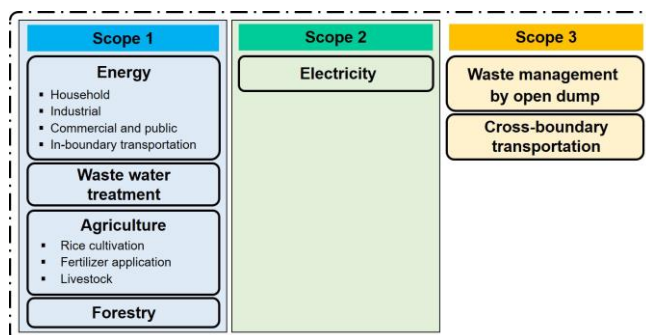 Scope 1
Energy
▪ Household
▪ Industrial
▪ Commercial and public
▪ In-boundary transportation
Waste water
treatment
Agriculture
▪ Rice cultivation
▪ Fertilizer application
▪ Livestock
Forestry
Scope 2
Electricity
Scope 3
Waste management
by open dump
Cross-boundary
transportation